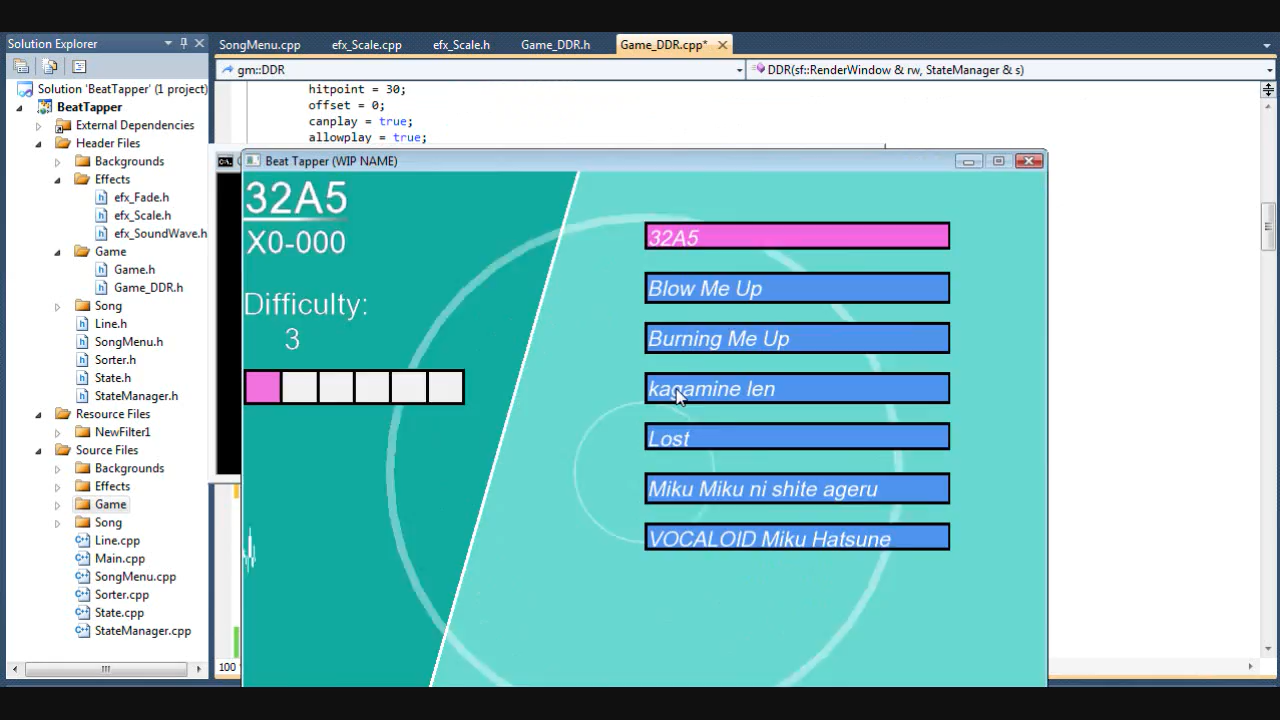 Solution Explorer
Solution 'BeatTapper' (1 project)
BeatTapper
External Dependencies
Header Files
Backgrounds
Effects
efx_Fade.h
efx_Scale.h
efx_SoundWave.h
Game
Game.h
Game_DDR.h
Song
Line.h
SongMenu.h
Sorter.h
State.h
StateManager.h
Resource Files
NewFilter1
Source Files
Backgrounds
Effects
Game
Song
Line.cpp
Main.cpp
SongMenu.cpp
Sorter.cpp
State.cpp
StateManager.cpp
SongMenu.cpp efx_Scale.cpp efx_Scale.h Game_DDR.h Game_DDR.cpp*
gm::DDR DDR(sf::RenderWindow & rw, StateManager & s)
hitpoint = 30;
offset = 0;
canplay = true;
allowplay = true;
Beat Tapper (WIP NAME)
32A5
X0-000
Difficulty:
3
32A5
Blow Me Up
Burning Me Up
kagamine len
Lost
Miku Miku ni shite ageru
VOCALOID Miku Hatsune
100